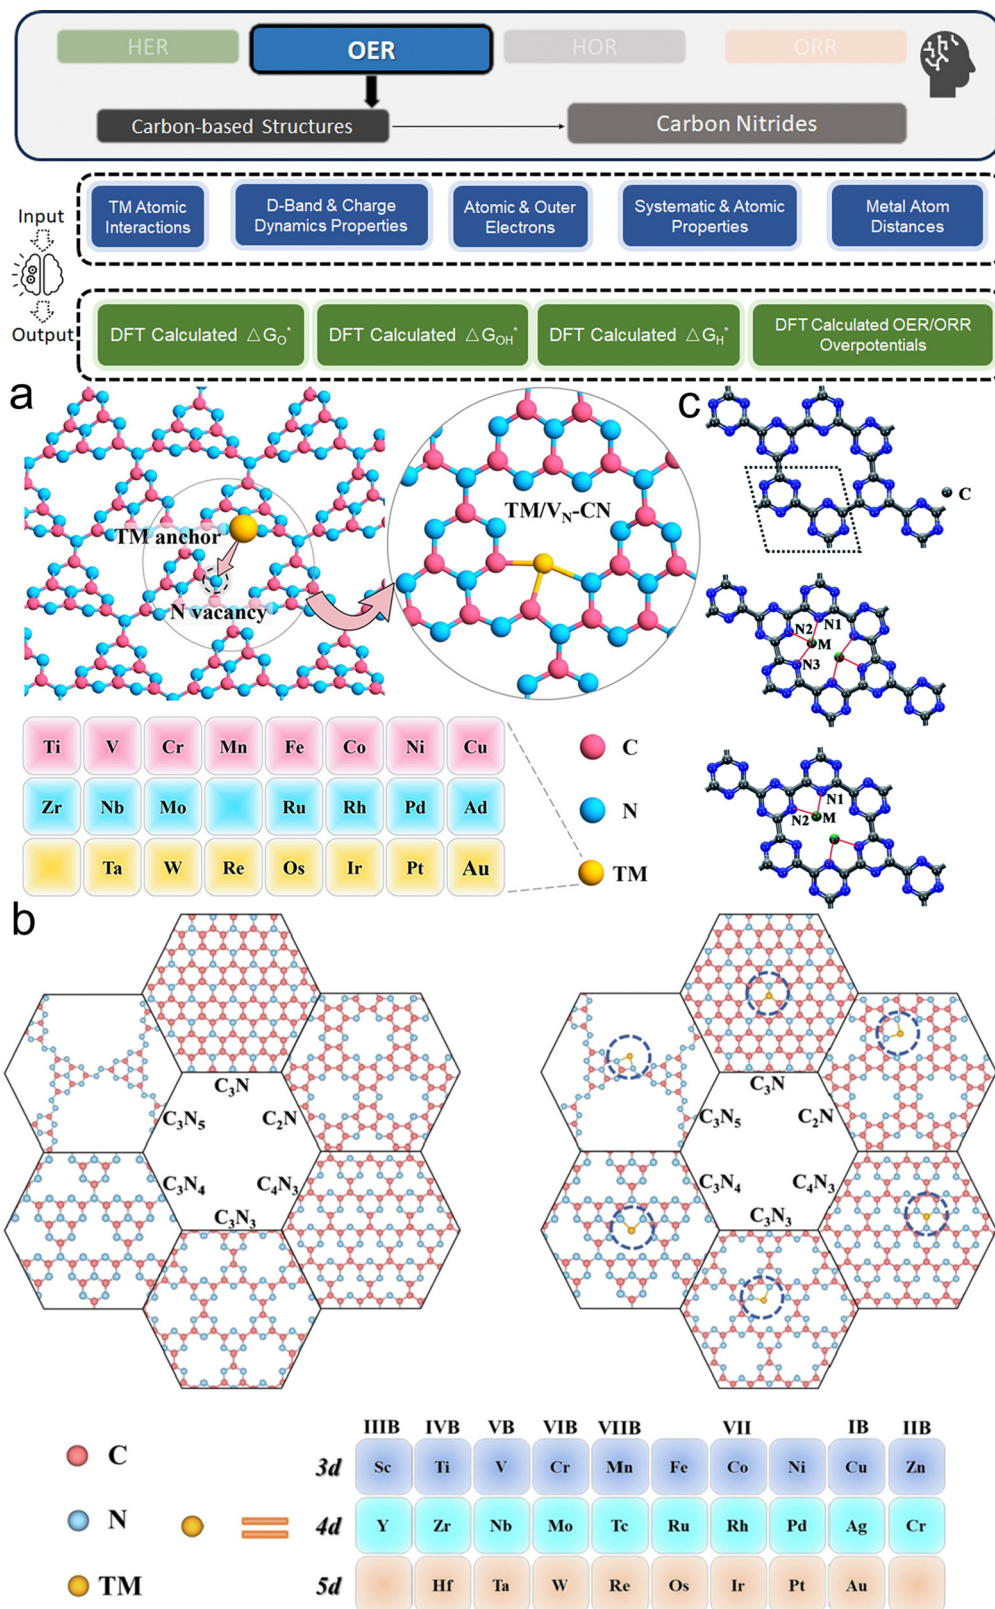 HER
OER
HOR
ORR
Carbon-based Structures
Carbon Nitrides
Input
Output
TM Atomic
Interactions
D-Band & Charge
Dynamics Properties
Atomic & Outer
Electrons
Systematic & Atomic
Properties
Metal Atom
Distances
DFT Calculated △G_O*
DFT Calculated △G_OH*
DFT Calculated △G_H*
DFT Calculated OER/ORR
Overpotentials
a
TM anchor
N vacancy
TM/V_N-CN
Ti V Cr Mn Fe Co Ni Cu
Zr Nb Mo Ru Rh Pd Ad
Ta W Re Os Ir Pt Au
C
N
TM
c
C
N1
N2
M
N3
N1
N2
M
b
C₃N
C₃N₅
C₂N
C₃N₄
C₄N₃
C₃N₃
C₃N
C₃N₅
C₂N
C₃N₄
C₄N₃
C₃N₃
C
N
TM
IIIB IVB VB VIB VIIB VII IB IIB
3d Sc Ti V Cr Mn Fe Co Ni Cu Zn
4d Y Zr Nb Mo Tc Ru Rh Pd Ag Cr
5d Hf Ta W Re Os Ir Pt Au